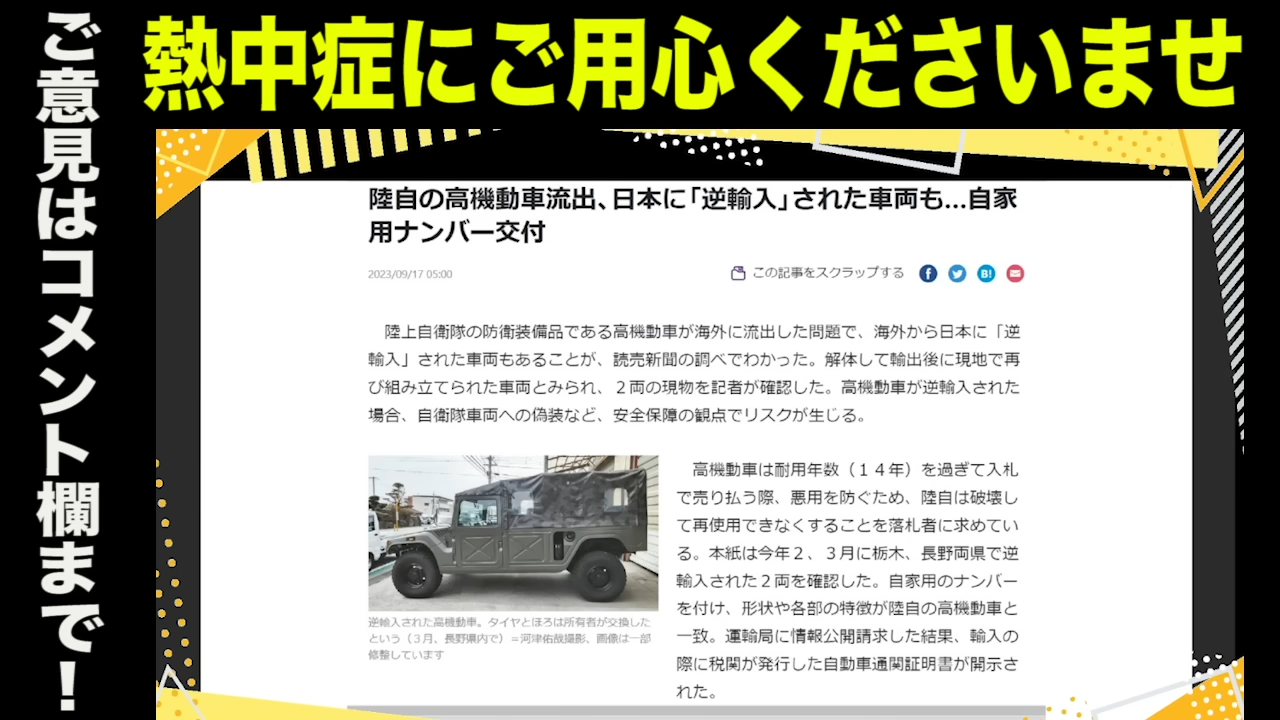 熱中症にご用心くださいませ
ご意見はコメント欄まで！
陸自の高機動車流出、日本に「逆輸入」された車両も…自家
用ナンバー交付
2023/09/17 05:00
この記事をスクラップする
B!
陸上自衛隊の防衛装備品である高機動車が海外に流出した問題で、海外から日本に「逆
輸入」された車両もあることが、読売新聞の調べでわかった。解体して輸出後に現地で再
び組み立てられた車両とみられ、２両の現物を記者が確認した。高機動車が逆輸入された
場合、自衛隊車両への偽装など、安全保障の観点でリスクが生じる。
高機動車は耐用年数（１４年）を過ぎて入札
で売り払う際、悪用を防ぐため、陸自は破壊し
て再使用できなくすることを落札者に求めてい
る。本紙は今年２、３月に栃木、長野両県で逆
輸入された２両を確認した。自家用のナンバー
を付け、形状や各部の特徴が陸自の高機動車と
一致。運輸局に情報公開請求した結果、輸入の
際に税関が発行した自動車通関証明書が開示さ
れた。
逆輸入された高機動車。タイヤとほろは所有者が交換した
という（３月、長野県内で）＝河津佑哉撮影、画像は一部
修整しています